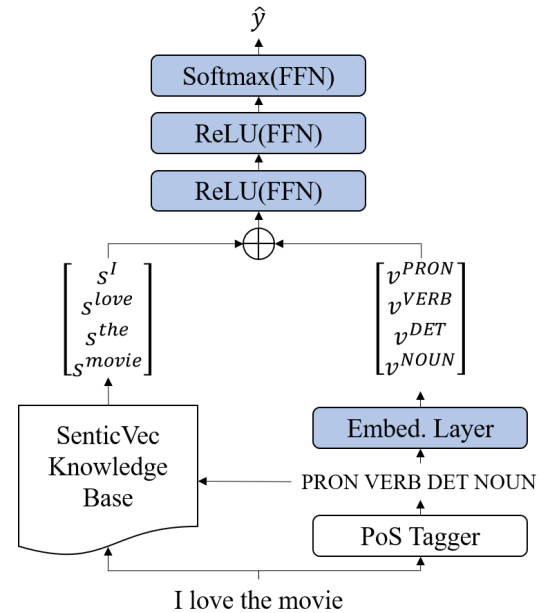 ŷ
Softmax(FFN)
ReLU(FFN)
ReLU(FFN)
s^I
s^love
s^the
s^movie
v^PRON
v^VERB
v^DET
v^NOUN
SenticVec
Knowledge
Base
Embed. Layer
PRON VERB DET NOUN
PoS Tagger
I love the movie